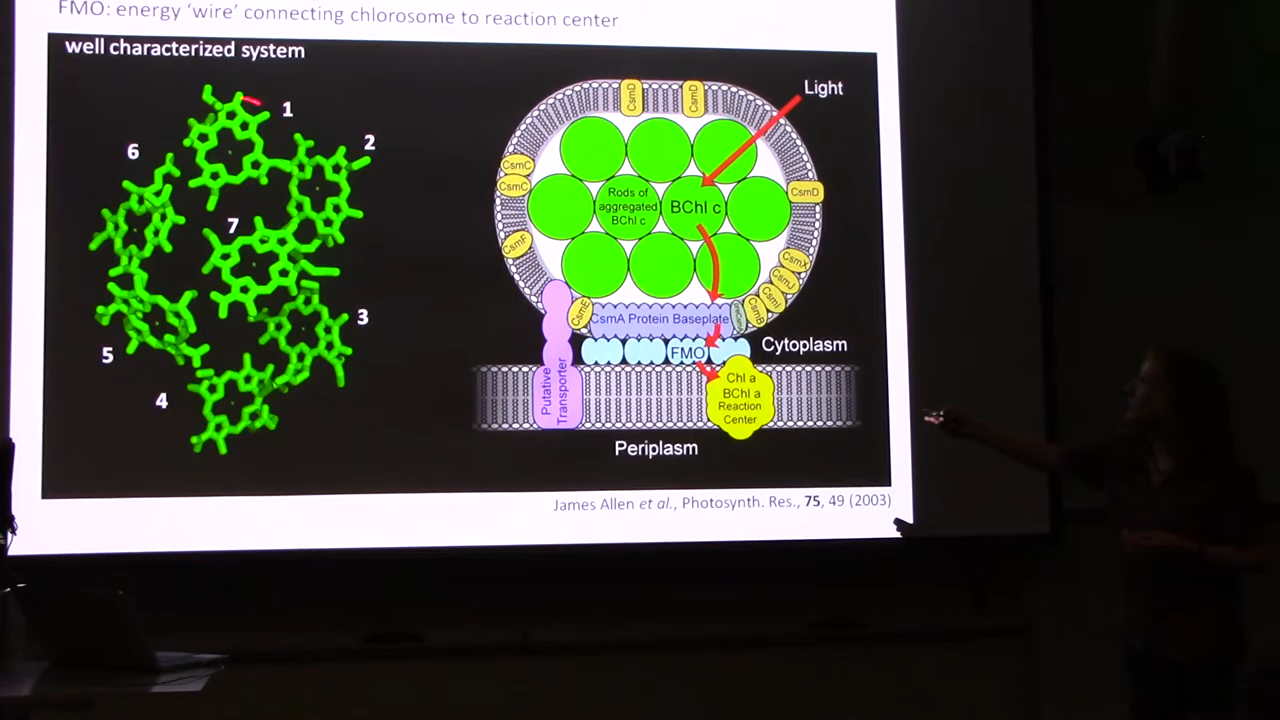 FMO: energy ‘wire’ connecting chlorosome to reaction center
well characterized system
1
2
6
7
3
5
4
Light
CsmD
CsmD
CsmC
CsmC
CsmD
Rods of
aggregated
BChl c
BChl c
CsmF
CsmX
CsmJ
CsmI
CsmB
CsmE
CsmA Protein Baseplate
FMO
Cytoplasm
Putative
Transporter
Chl a
BChl a
Reaction
Center
Periplasm
James Allen et al., Photosynth. Res., 75, 49 (2003)